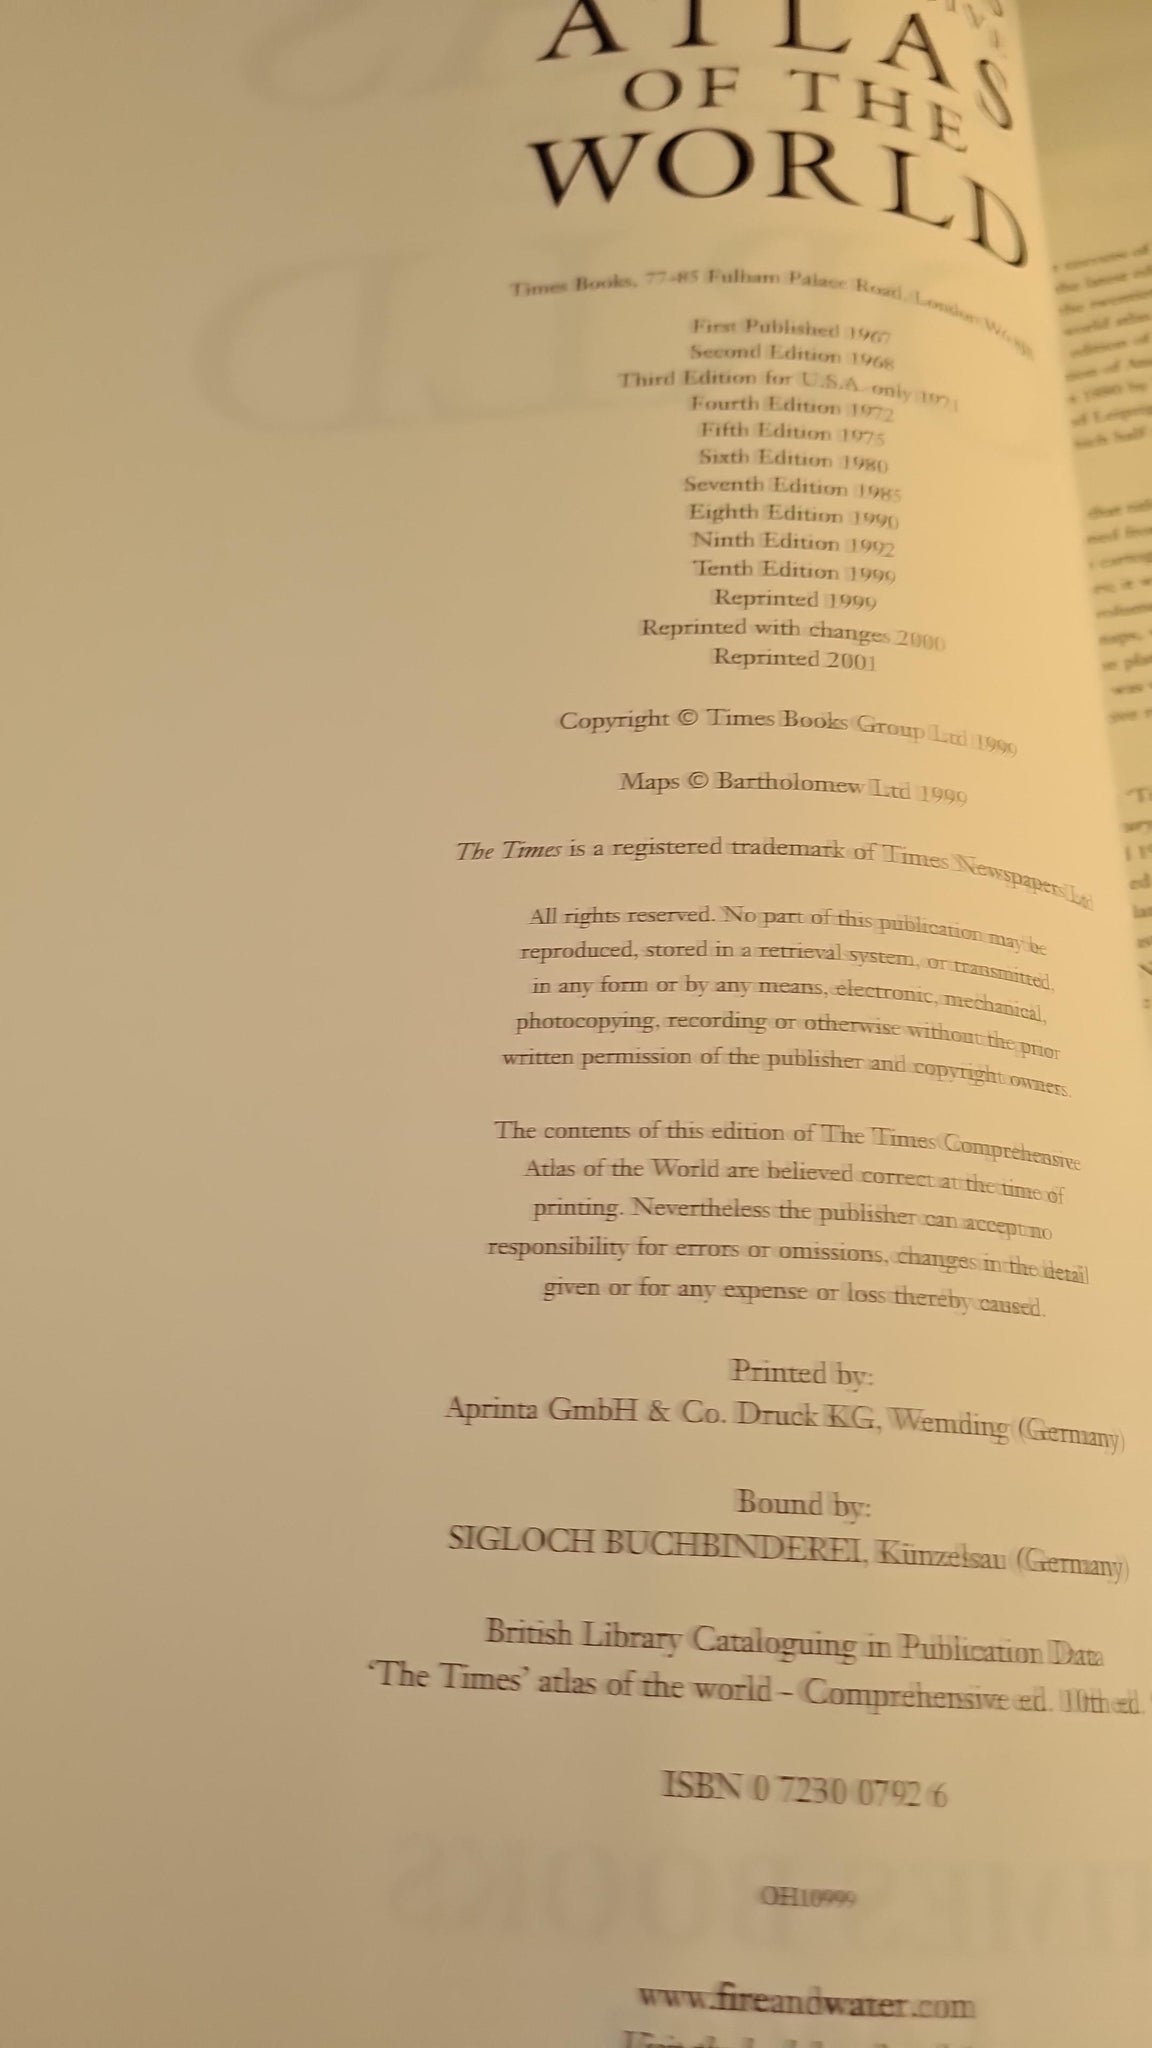 ATLAS
OF THE
WORLD
Times Books, 77-85 Fulham Palace Road, London
First Published 1967
Second Edition 1968
Third Edition for U.S.A. only 1971
Fourth Edition 1972
Fifth Edition 1975
Sixth Edition 1980
Seventh Edition 1985
Eighth Edition 1990
Ninth Edition 1992
Tenth Edition 1999
Reprinted 1999
Reprinted with changes 2000
Reprinted 2001
Copyright © Times Books Group Ltd 1999
Maps © Bartholomew Ltd 1999
The Times is a registered trademark of Times Newspapers Ltd
All rights reserved. No part of this publication may be
reproduced, stored in a retrieval system, or transmitted,
in any form or by any means, electronic, mechanical,
photocopying, recording or otherwise without the prior
written permission of the publisher and copyright owners.
The contents of this edition of The Times Comprehensive
Atlas of the World are believed correct at the time of
printing. Nevertheless the publisher can accept no
responsibility for errors or omissions, changes in the detail
given or for any expense or loss thereby caused.
Printed by:
Aprinta GmbH & Co. Druck KG, Wemding (Germany)
Bound by:
SIGLOCH BUCHBINDEREI, Künzelsau (Germany)
British Library Cataloguing in Publication Data
‘The Times’ atlas of the world – Comprehensive ed. 10th ed.
ISBN 0 7230 0792 6
OH10999
www.fireandwater.com